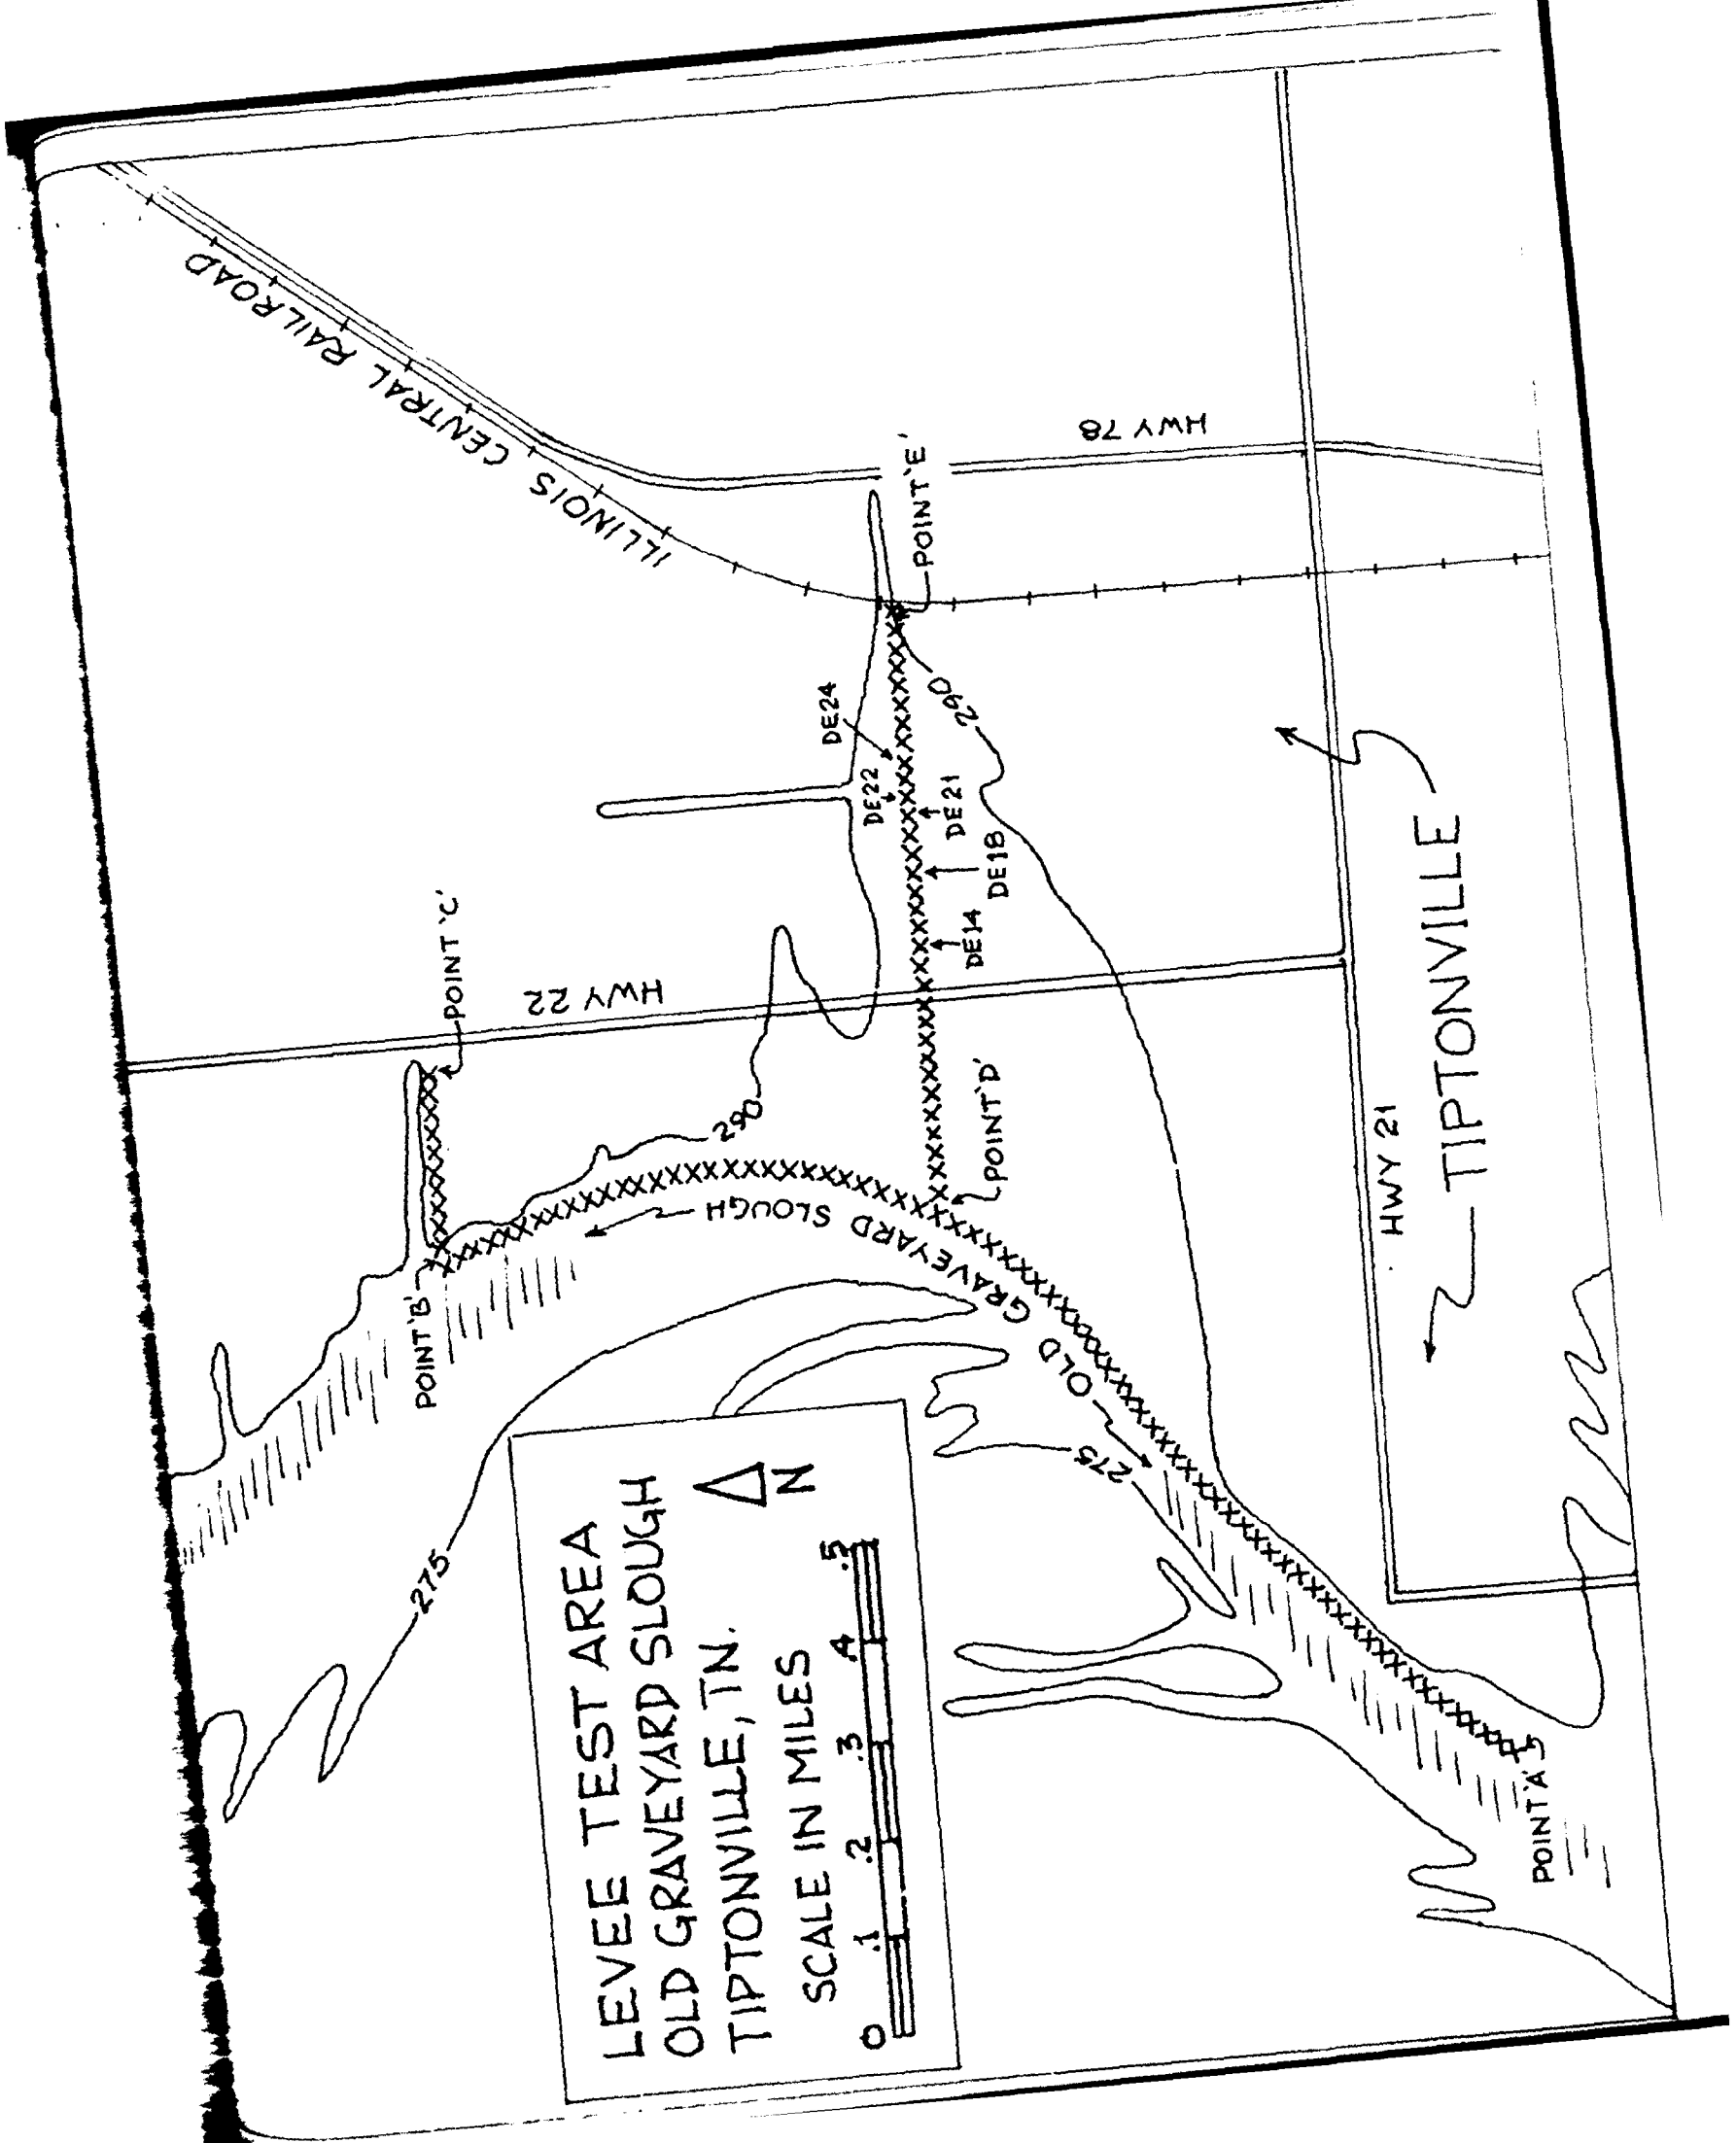 LEVEE TEST AREA
OLD GRAVEYARD SLOUGH
TIPTONVILLE, TN.
N
SCALE IN MILES
0 .1 .2 .3 .4 .5
ILLINOIS CENTRAL RAILROAD
HWY 78
HWY 22
HWY 21
POINT 'A'
POINT 'B'
POINT 'C'
POINT 'D'
POINT 'E'
DE14
DE18
DE21
DE22
DE24
290
290
275
275
OLD GRAVEYARD SLOUGH
TIPTONVILLE